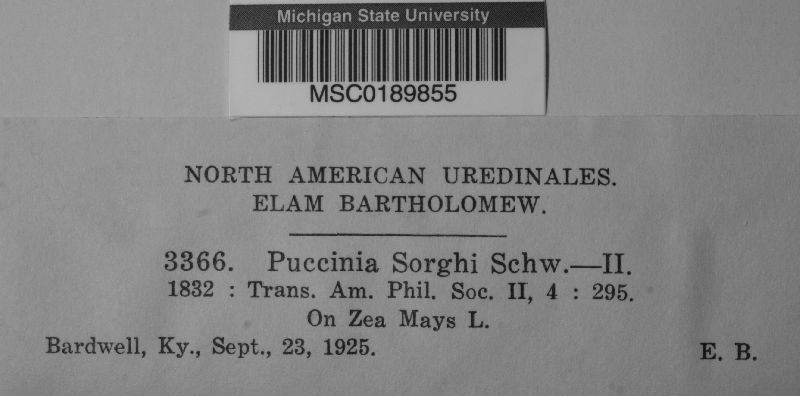 Michigan State University
MSC0189855
NORTH AMERICAN UREDINALES.
ELAM BARTHOLOMEW.
3366. Puccinia Sorghi Schw.—II.
1832 : Trans. Am. Phil. Soc. II, 4 : 295.
On Zea Mays L.
Bardwell, Ky., Sept., 23, 1925. E. B.